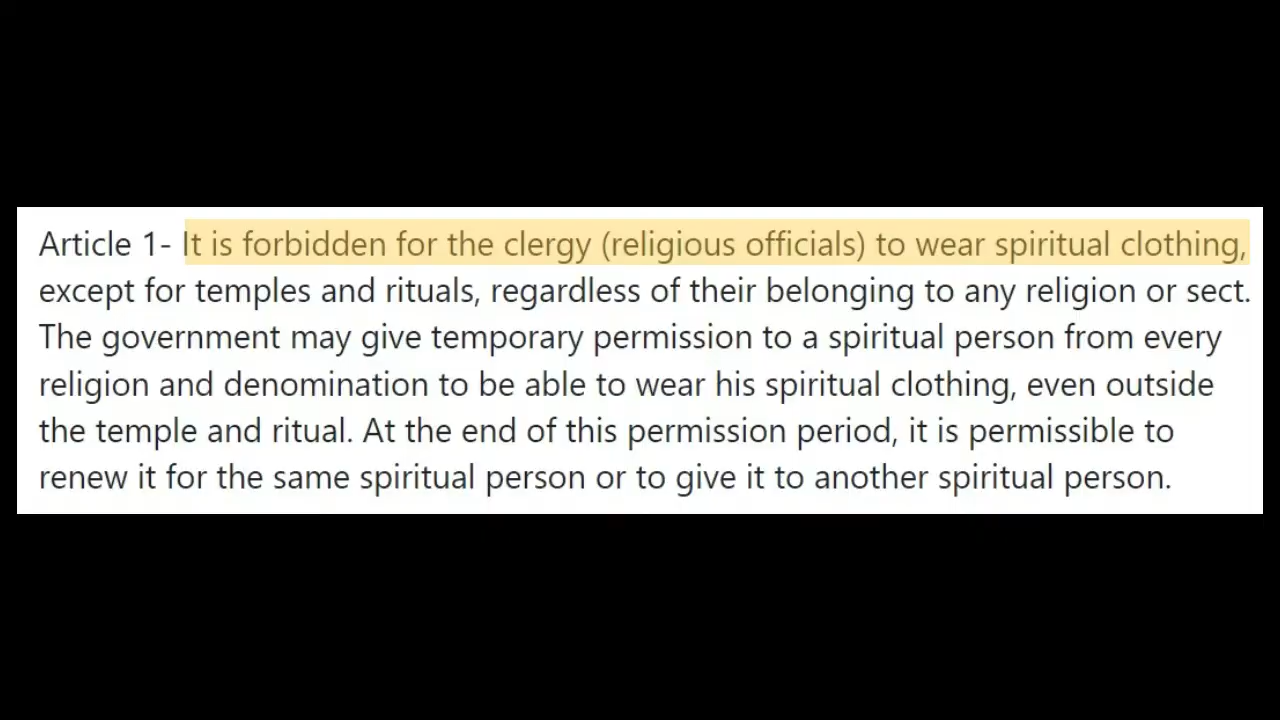 Article 1- It is forbidden for the clergy (religious officials) to wear spiritual clothing,
except for temples and rituals, regardless of their belonging to any religion or sect.
The government may give temporary permission to a spiritual person from every
religion and denomination to be able to wear his spiritual clothing, even outside
the temple and ritual. At the end of this permission period, it is permissible to
renew it for the same spiritual person or to give it to another spiritual person.